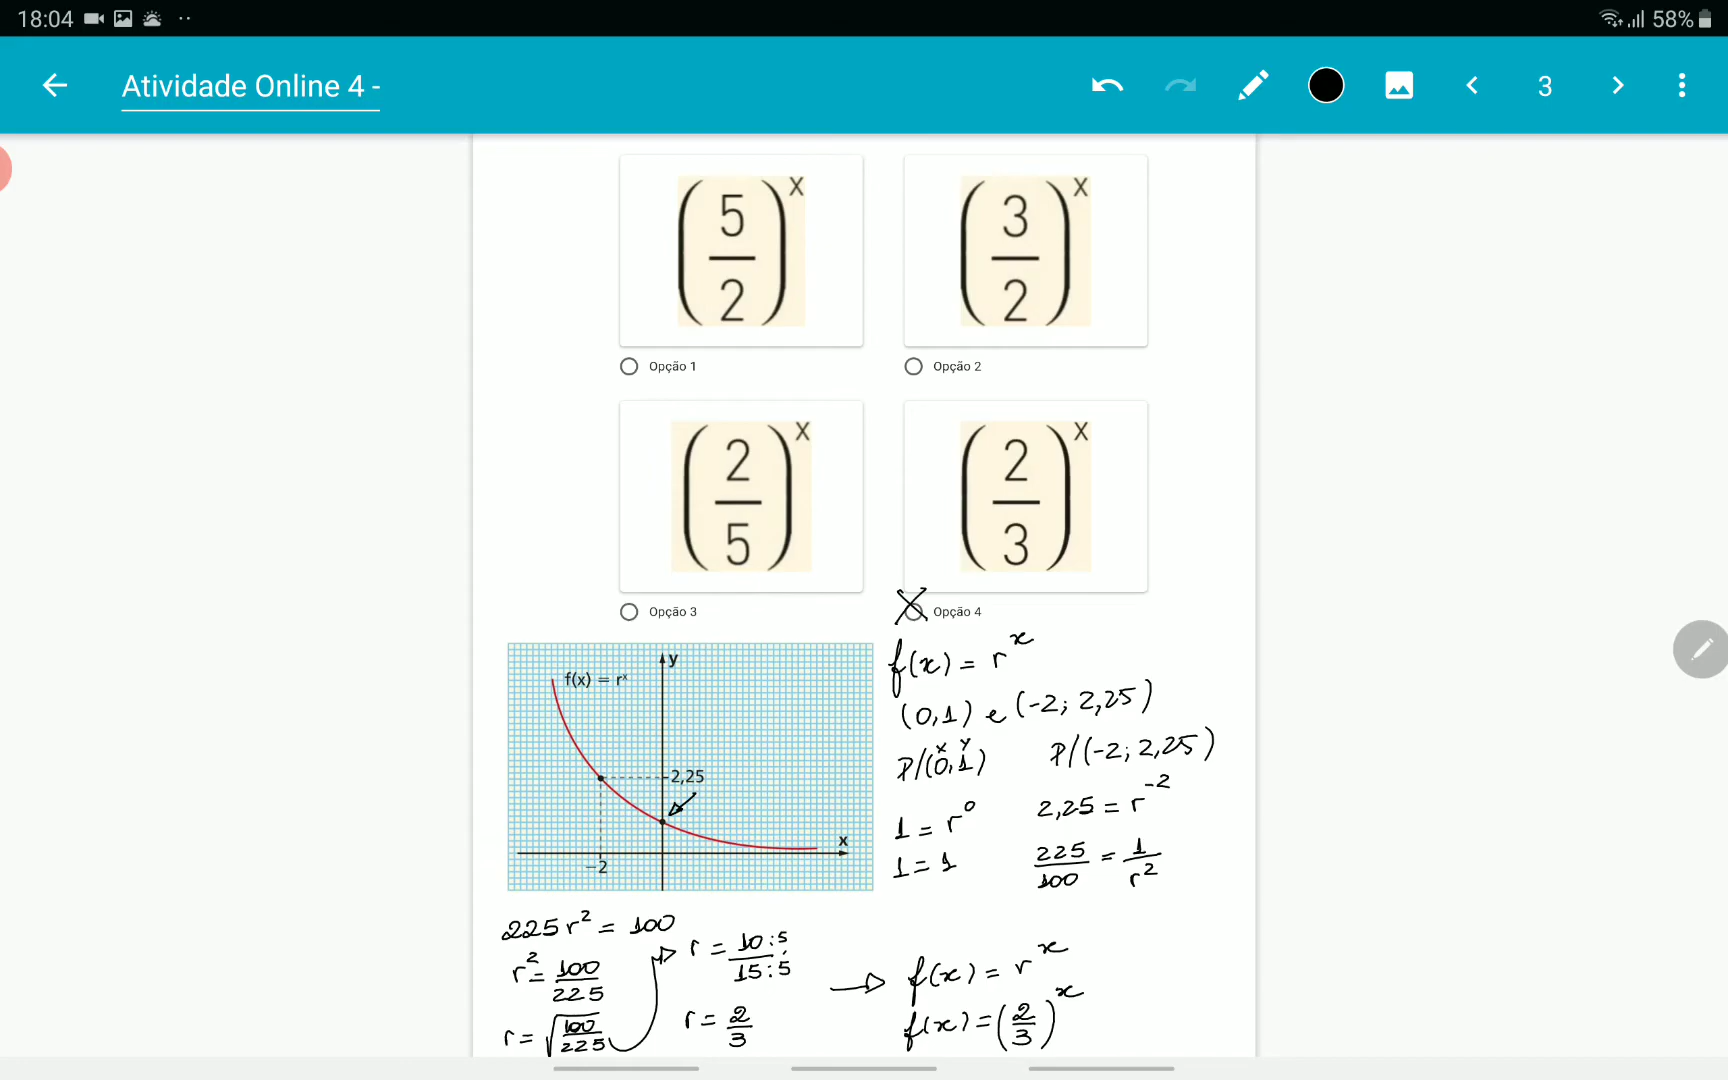 18:04 58%
Atividade Online 4 - 3
(5/2)^x (3/2)^x
Opção 1 Opção 2
(2/5)^x (2/3)^x
Opção 3 Opção 4
f(x) = r^x
y
2,25
x
-2
f(x) = r^x
(0,1) e (-2; 2,25)
x y
P/(0,1) P/(-2; 2,25)
1 = r^0 2,25 = r^-2
1 = 1 225/100 = 1/r^2
225 r^2 = 100
r^2 = 100/225
r = √(100/225)
r = 10:5/15:5
r = 2/3
f(x) = r^x
f(x) = (2/3)^x